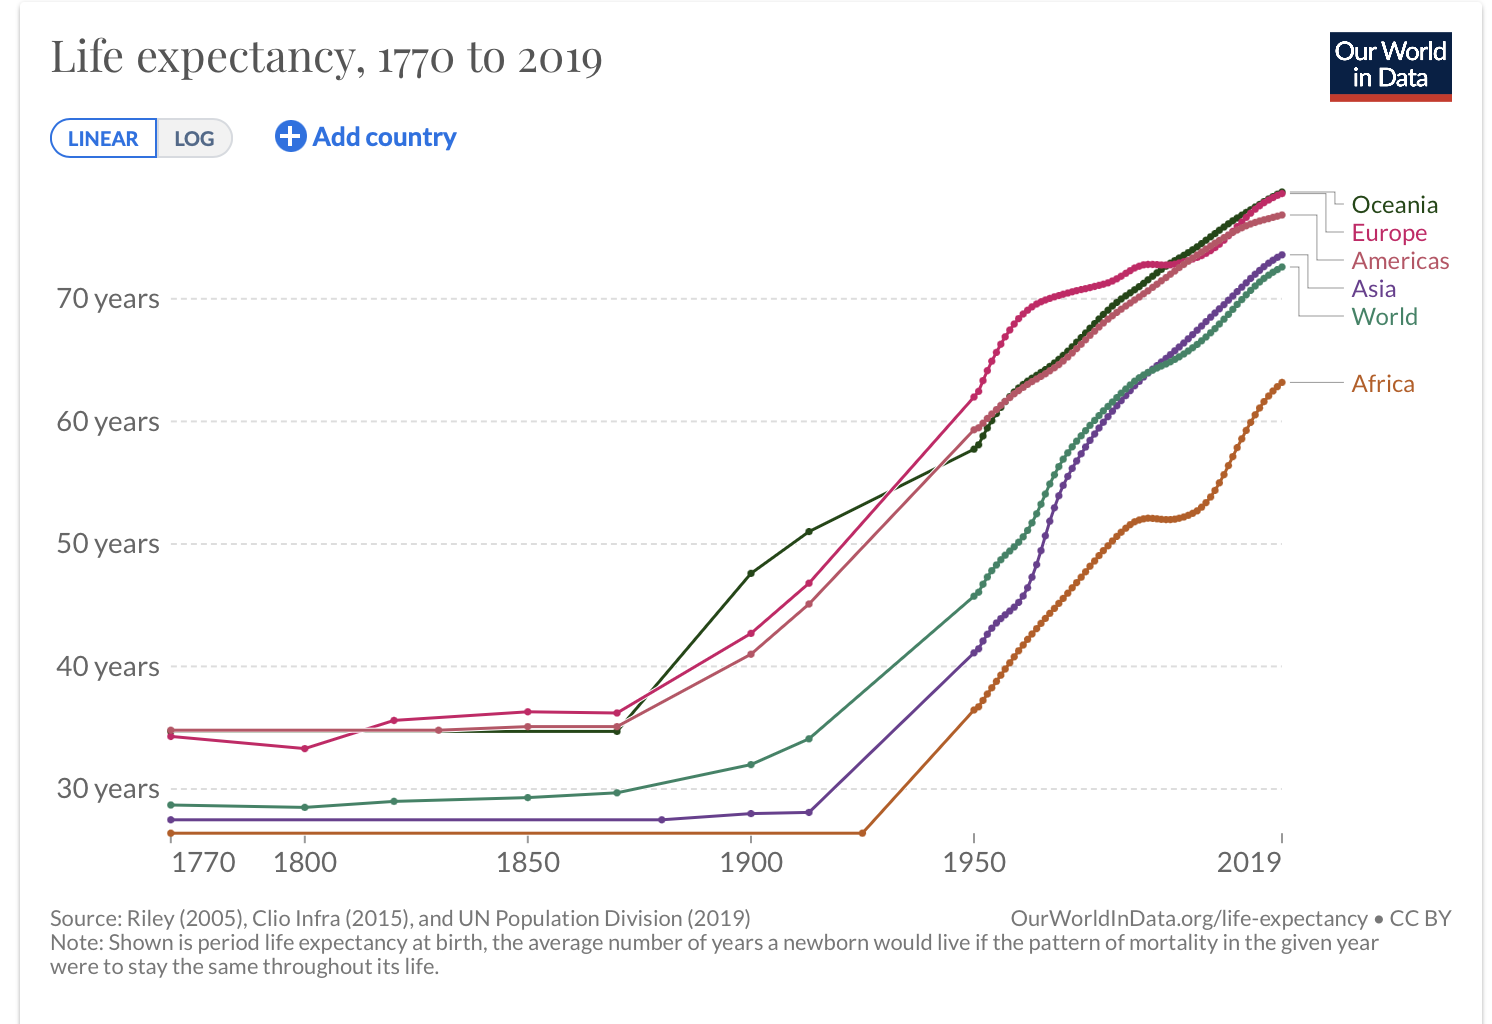 Life expectancy, 1770 to 2019
Our World
in Data
LINEAR
LOG
Add country
Oceania
Europe
Americas
Asia
World
Africa
70 years
60 years
50 years
40 years
30 years
1770
1800
1850
1900
1950
2019
Source: Riley (2005), Clio Infra (2015), and UN Population Division (2019)
OurWorldInData.org/life-expectancy • CC BY
Note: Shown is period life expectancy at birth, the average number of years a newborn would live if the pattern of mortality in the given year
were to stay the same throughout its life.